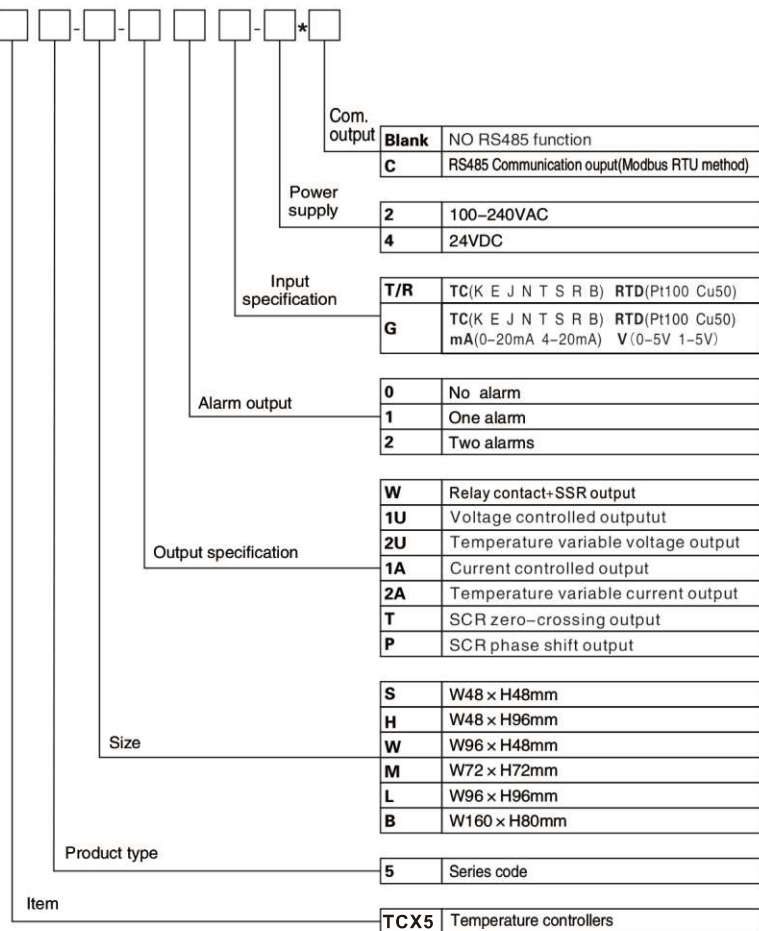 - - - *
Com.
output
Blank NO RS485 function
C RS485 Communication ouput(Modbus RTU method)
Power
supply
2 100–240VAC
4 24VDC
Input
specification
T/R TC(K E J N T S R B) RTD(Pt100 Cu50)
G TC(K E J N T S R B) RTD(Pt100 Cu50)
mA(0–20mA 4–20mA) V(0–5V 1–5V)
Alarm output
0 No alarm
1 One alarm
2 Two alarms
Output specification
W Relay contact+SSR output
1U Voltage controlled outputut
2U Temperature variable voltage output
1A Current controlled output
2A Temperature variable current output
T SCR zero–crossing output
P SCR phase shift output
Size
S W48 × H48mm
H W48 × H96mm
W W96 × H48mm
M W72 × H72mm
L W96 × H96mm
B W160 × H80mm
Product type
5 Series code
Item
TCX5 Temperature controllers